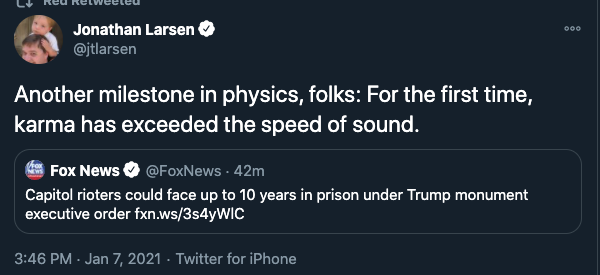 Red Retweeted
Jonathan Larsen
@jtlarsen
Another milestone in physics, folks: For the first time,
karma has exceeded the speed of sound.
FOX NEWS Fox News @FoxNews · 42m
Capitol rioters could face up to 10 years in prison under Trump monument
executive order fxn.ws/3s4yWlC
3:46 PM · Jan 7, 2021 · Twitter for iPhone